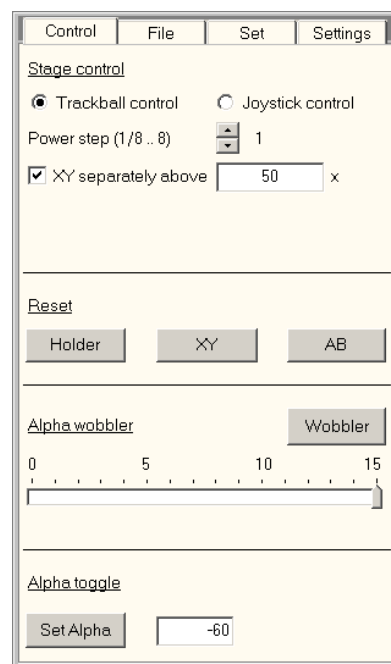 Control File Set Settings
Stage control
Trackball control Joystick control
Power step (1/8 .. 8) 1
XY separately above 50 x
Reset
Holder XY AB
Alpha wobbler Wobbler
0 5 10 15
Alpha toggle
Set Alpha -60